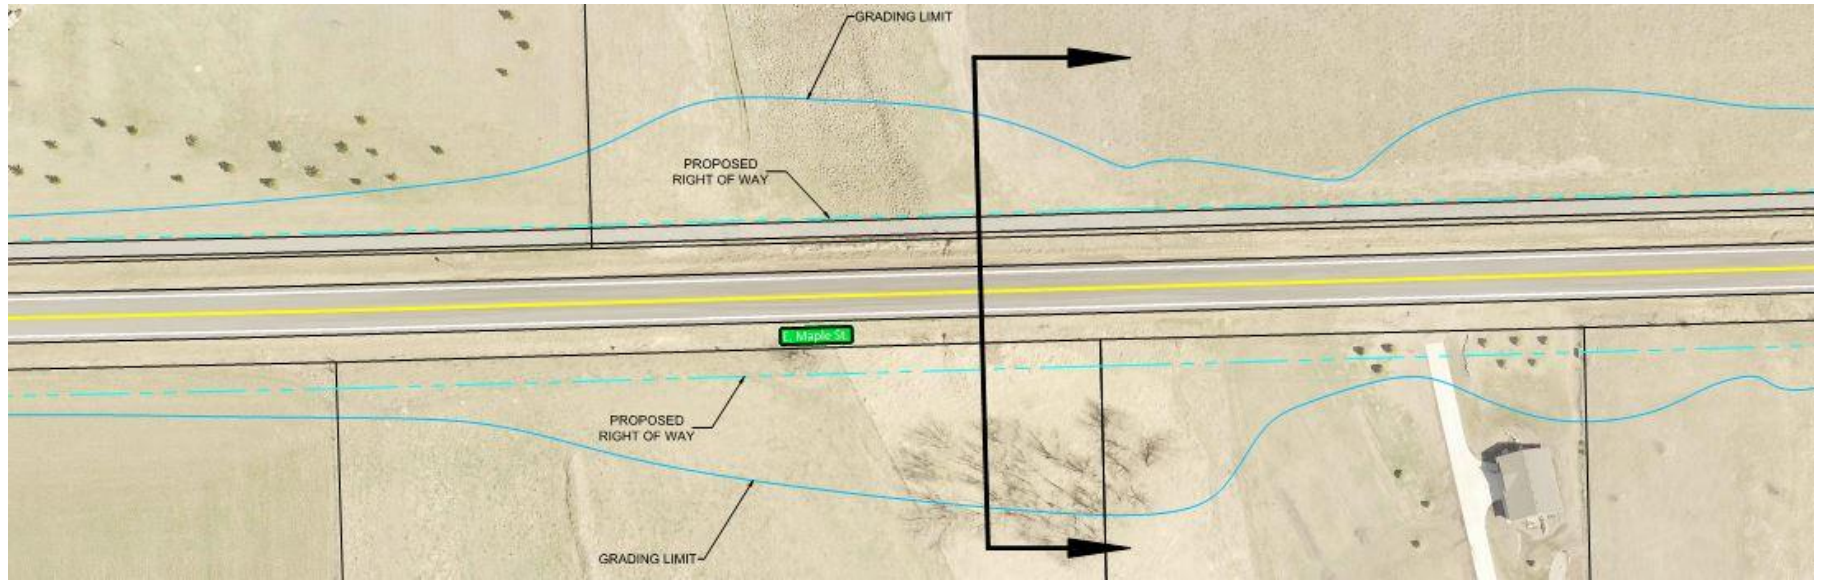 GRADING LIMIT
PROPOSED
RIGHT OF WAY
E. Maple St.
PROPOSED
RIGHT OF WAY
GRADING LIMIT